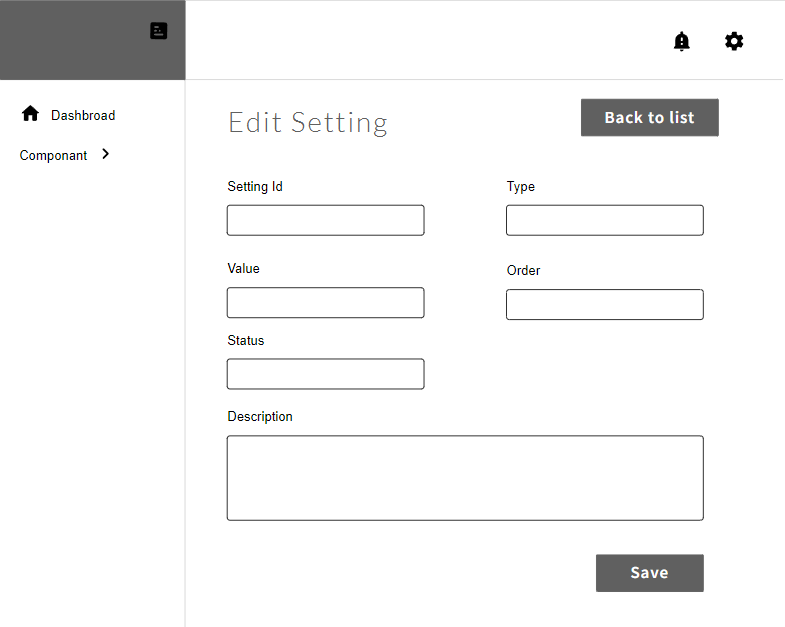 Dashbroad
Componant
Edit Setting
Back to list
Setting Id
Type
Value
Order
Status
Description
Save